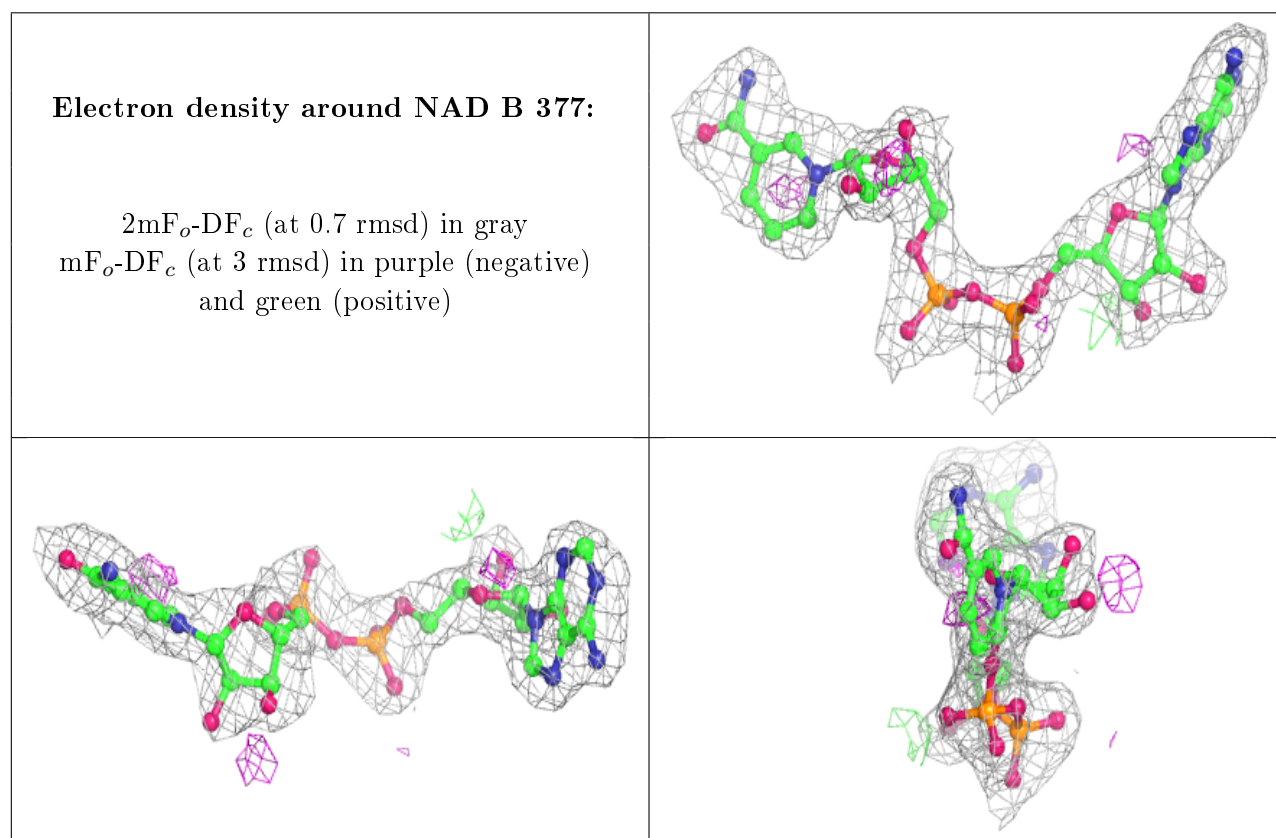 Electron density around NAD B 377:
2mFₒ-DF𝒸 (at 0.7 rmsd) in gray
mFₒ-DF𝒸 (at 3 rmsd) in purple (negative)
and green (positive)